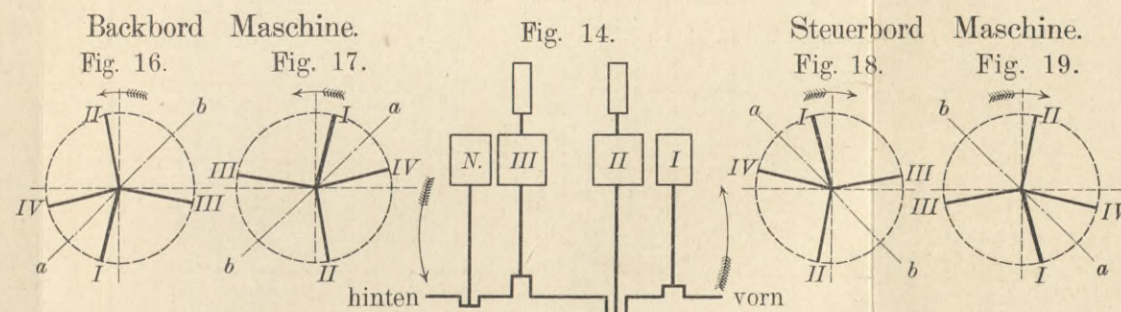 Backbord Maschine.
Fig. 16. Fig. 17.
Fig. 14.
Steuerbord Maschine.
Fig. 18. Fig. 19.
II b
III
IV
a I
I a
III IV
b II
N. III II I
hinten vorn
a I
IV III
II b
b II
III IV
I a